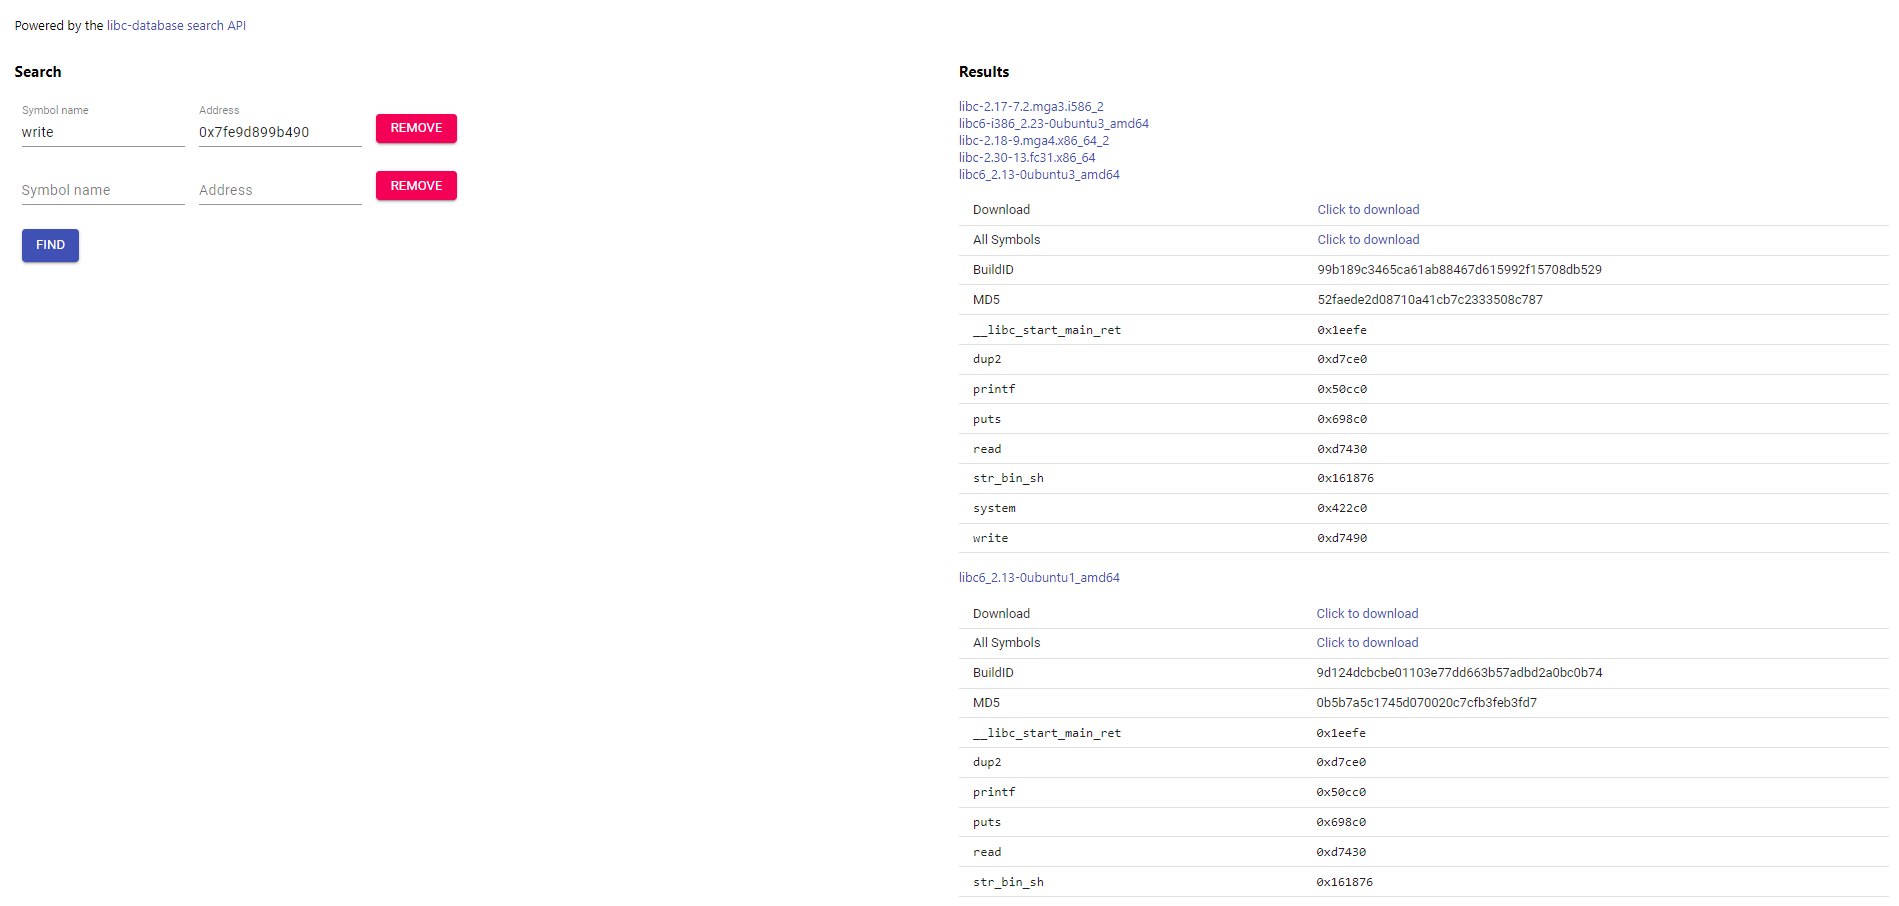 Powered by the libc-database search API
Search
Symbol name Address
write 0x7fe9d899b490 REMOVE
Symbol name Address REMOVE
FIND
Results
libc-2.17-7.2.mga3.i586_2
libc6-i386_2.23-0ubuntu3_amd64
libc-2.18-9.mga4.x86_64_2
libc-2.30-13.fc31.x86_64
libc6_2.13-0ubuntu3_amd64
Download Click to download
All Symbols Click to download
BuildID 99b189c3465ca61ab88467d615992f15708db529
MD5 52faede2d08710a41cb7c2333508c787
__libc_start_main_ret 0x1eefe
dup2 0xd7ce0
printf 0x50cc0
puts 0x698c0
read 0xd7430
str_bin_sh 0x161876
system 0x422c0
write 0xd7490
libc6_2.13-0ubuntu1_amd64
Download Click to download
All Symbols Click to download
BuildID 9d124dcbcbe01103e77dd663b57adbd2a0bc0b74
MD5 0b5b7a5c1745d070020c7cfb3feb3fd7
__libc_start_main_ret 0x1eefe
dup2 0xd7ce0
printf 0x50cc0
puts 0x698c0
read 0xd7430
str_bin_sh 0x161876